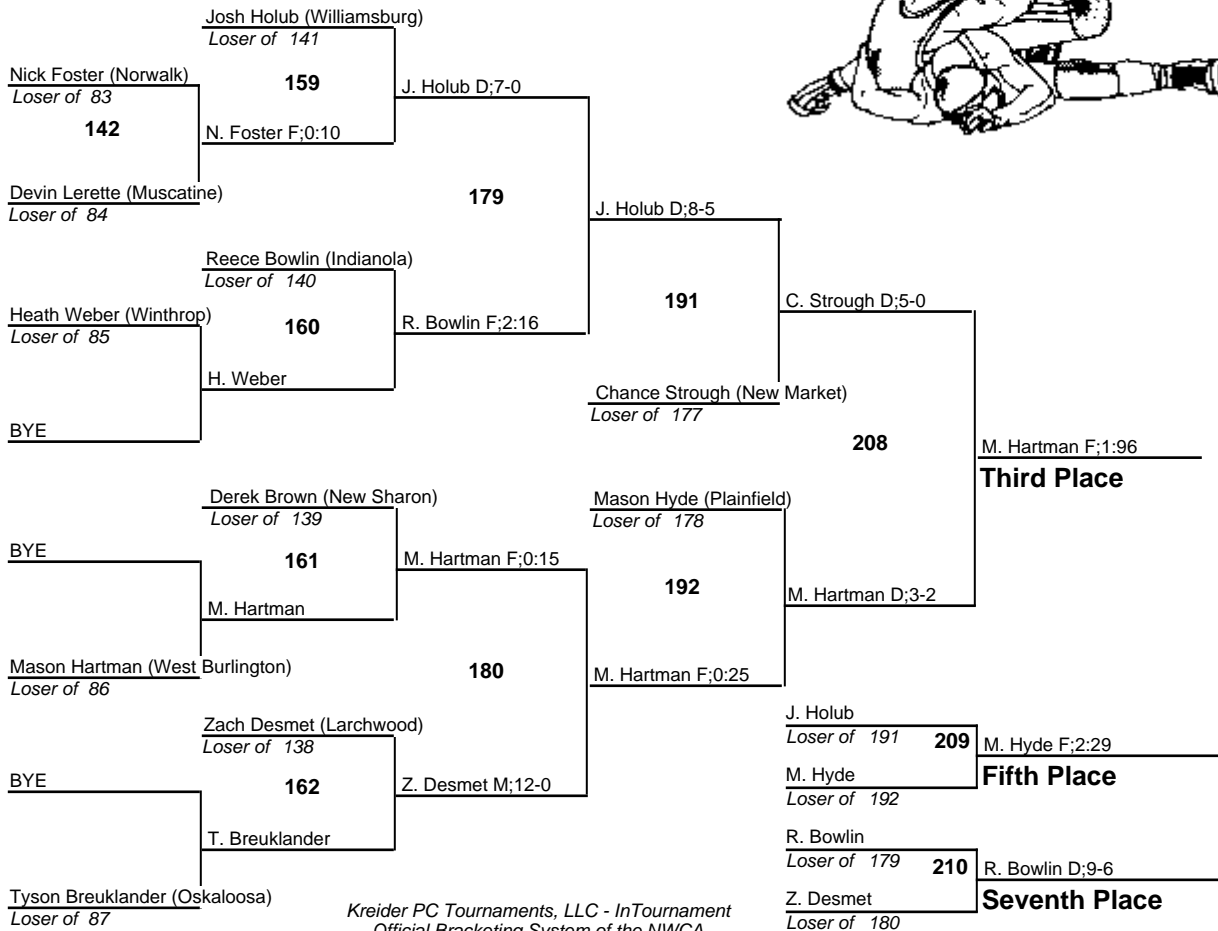 Josh Holub (Williamsburg)
Loser of 141
Nick Foster (Norwalk)
Loser of 83
159
J. Holub D;7-0
142
N. Foster F;0:10
Devin Lerette (Muscatine)
Loser of 84
179
J. Holub D;8-5
Reece Bowlin (Indianola)
Loser of 140
Heath Weber (Winthrop)
Loser of 85
160
R. Bowlin F;2:16
191
C. Strough D;5-0
H. Weber
Chance Strough (New Market)
Loser of 177
BYE
208
M. Hartman F;1:96
Third Place
Derek Brown (New Sharon)
Loser of 139
Mason Hyde (Plainfield)
Loser of 178
BYE
161
M. Hartman F;0:15
192
M. Hartman
M. Hartman D;3-2
Mason Hartman (West Burlington)
Loser of 86
180
M. Hartman F;0:25
Zach Desmet (Larchwood)
Loser of 138
J. Holub
Loser of 191
209
M. Hyde F;2:29
Fifth Place
BYE
162
Z. Desmet M;12-0
M. Hyde
Loser of 192
T. Breuklander
R. Bowlin
Loser of 179
210
R. Bowlin D;9-6
Seventh Place
Tyson Breuklander (Oskaloosa)
Loser of 87
Z. Desmet
Loser of 180
Kreider PC Tournaments, LLC - InTournament
Official Bracketing System of the NWCA